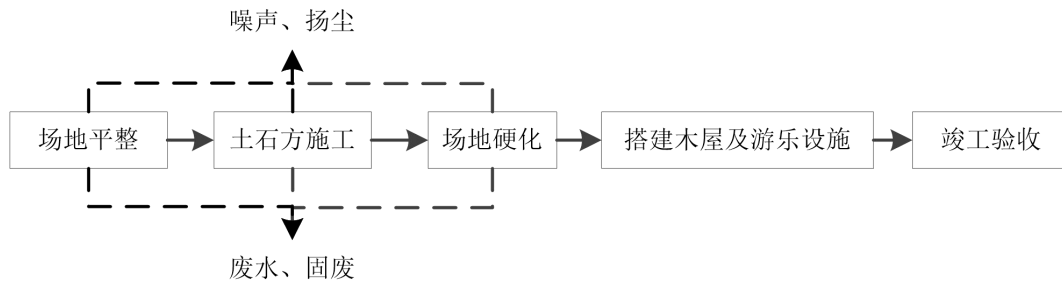 噪声、扬尘
场地平整
土石方施工
场地硬化
搭建木屋及游乐设施
竣工验收
废水、固废